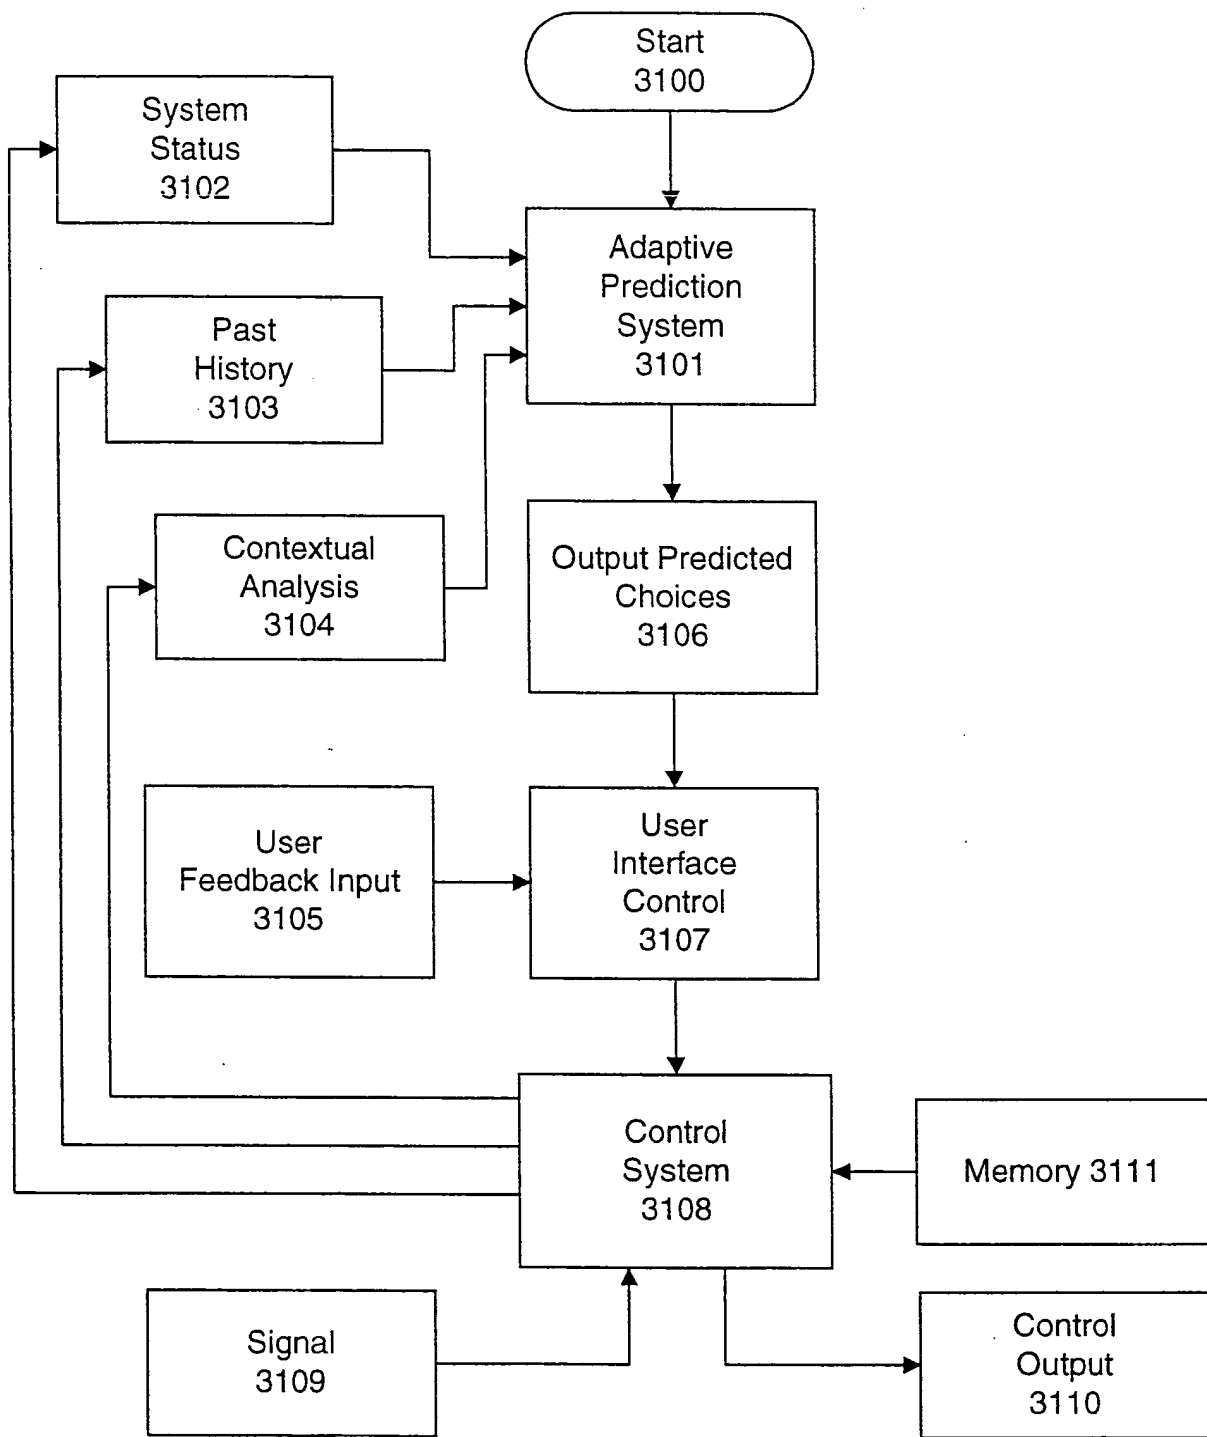 Start
3100
System
Status
3102
Adaptive
Prediction
System
3101
Past
History
3103
Contextual
Analysis
3104
Output Predicted
Choices
3106
User
Feedback Input
3105
User
Interface
Control
3107
Control
System
3108
Memory 3111
Signal
3109
Control
Output
3110